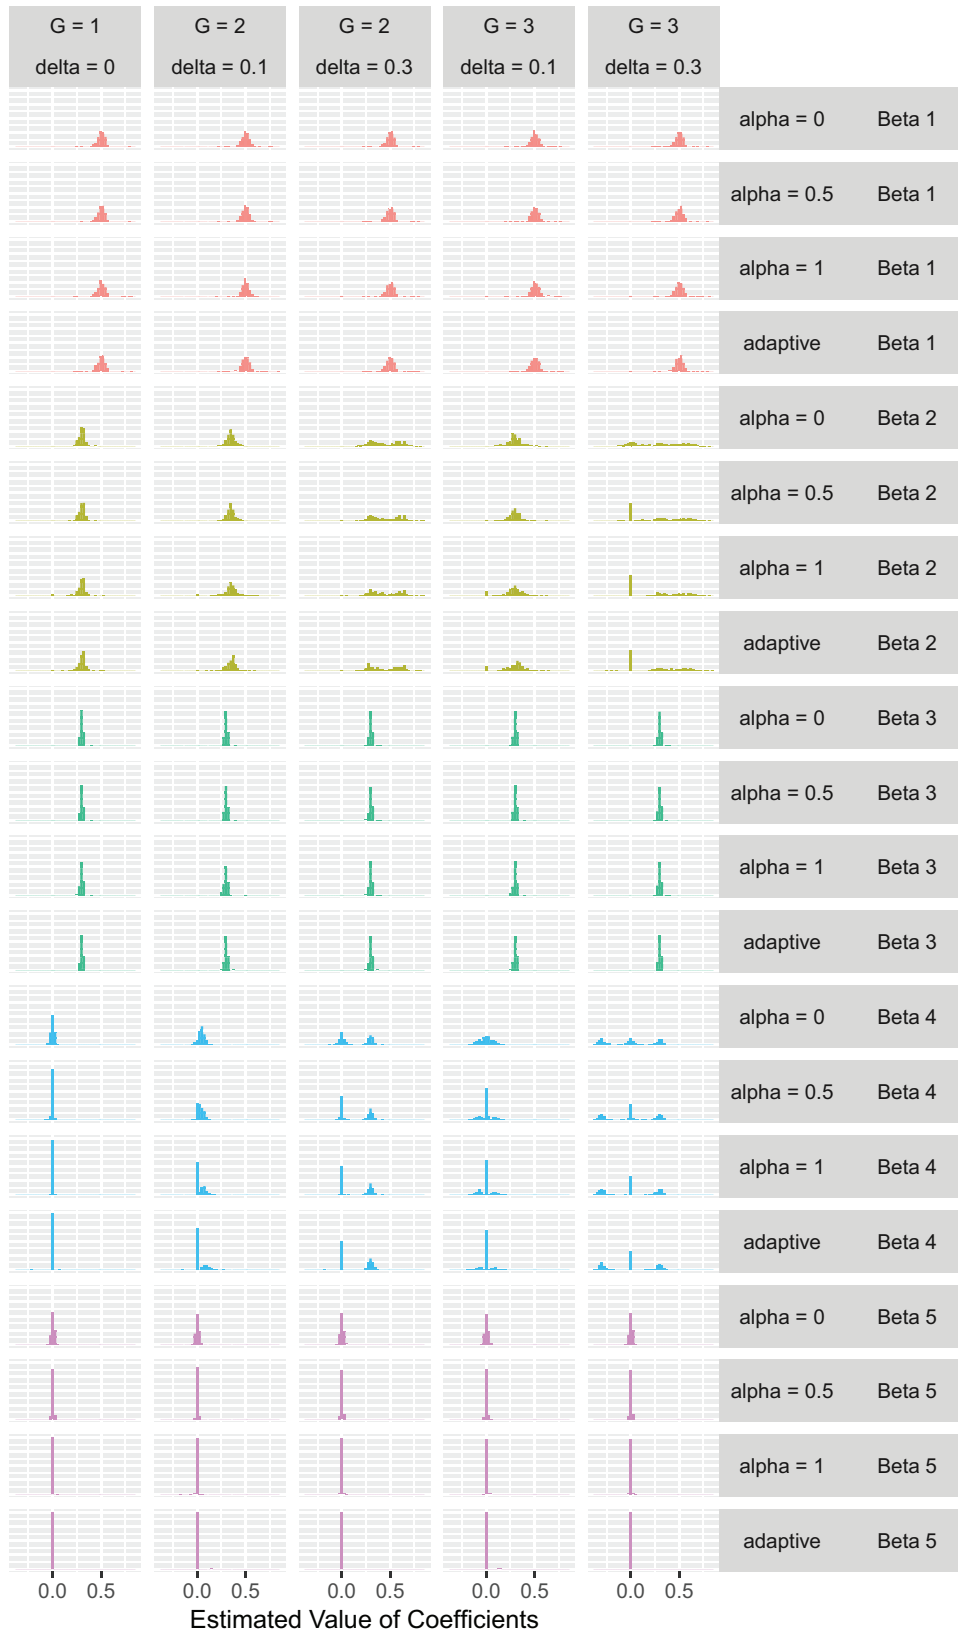 G = 1 G = 2 G = 2 G = 3 G = 3
delta = 0 delta = 0.1 delta = 0.3 delta = 0.1 delta = 0.3
alpha = 0 Beta 1
alpha = 0.5 Beta 1
alpha = 1 Beta 1
adaptive Beta 1
alpha = 0 Beta 2
alpha = 0.5 Beta 2
alpha = 1 Beta 2
adaptive Beta 2
alpha = 0 Beta 3
alpha = 0.5 Beta 3
alpha = 1 Beta 3
adaptive Beta 3
alpha = 0 Beta 4
alpha = 0.5 Beta 4
alpha = 1 Beta 4
adaptive Beta 4
alpha = 0 Beta 5
alpha = 0.5 Beta 5
alpha = 1 Beta 5
adaptive Beta 5
0.0 0.5 0.0 0.5 0.0 0.5 0.0 0.5 0.0 0.5
Estimated Value of Coefficients